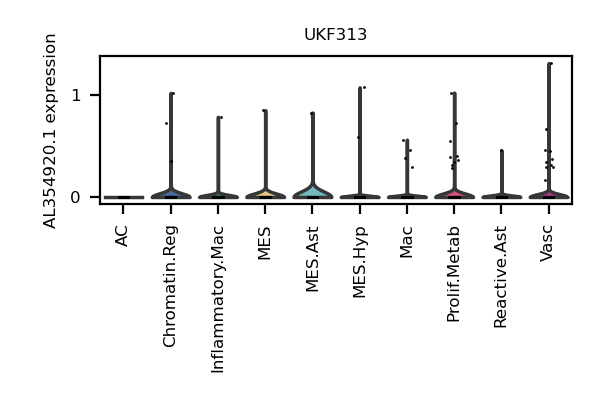 UKF313
AL354920.1 expression
1
0
AC
Chromatin.Reg
Inflammatory.Mac
MES
MES.Ast
MES.Hyp
Mac
Prolif.Metab
Reactive.Ast
Vasc